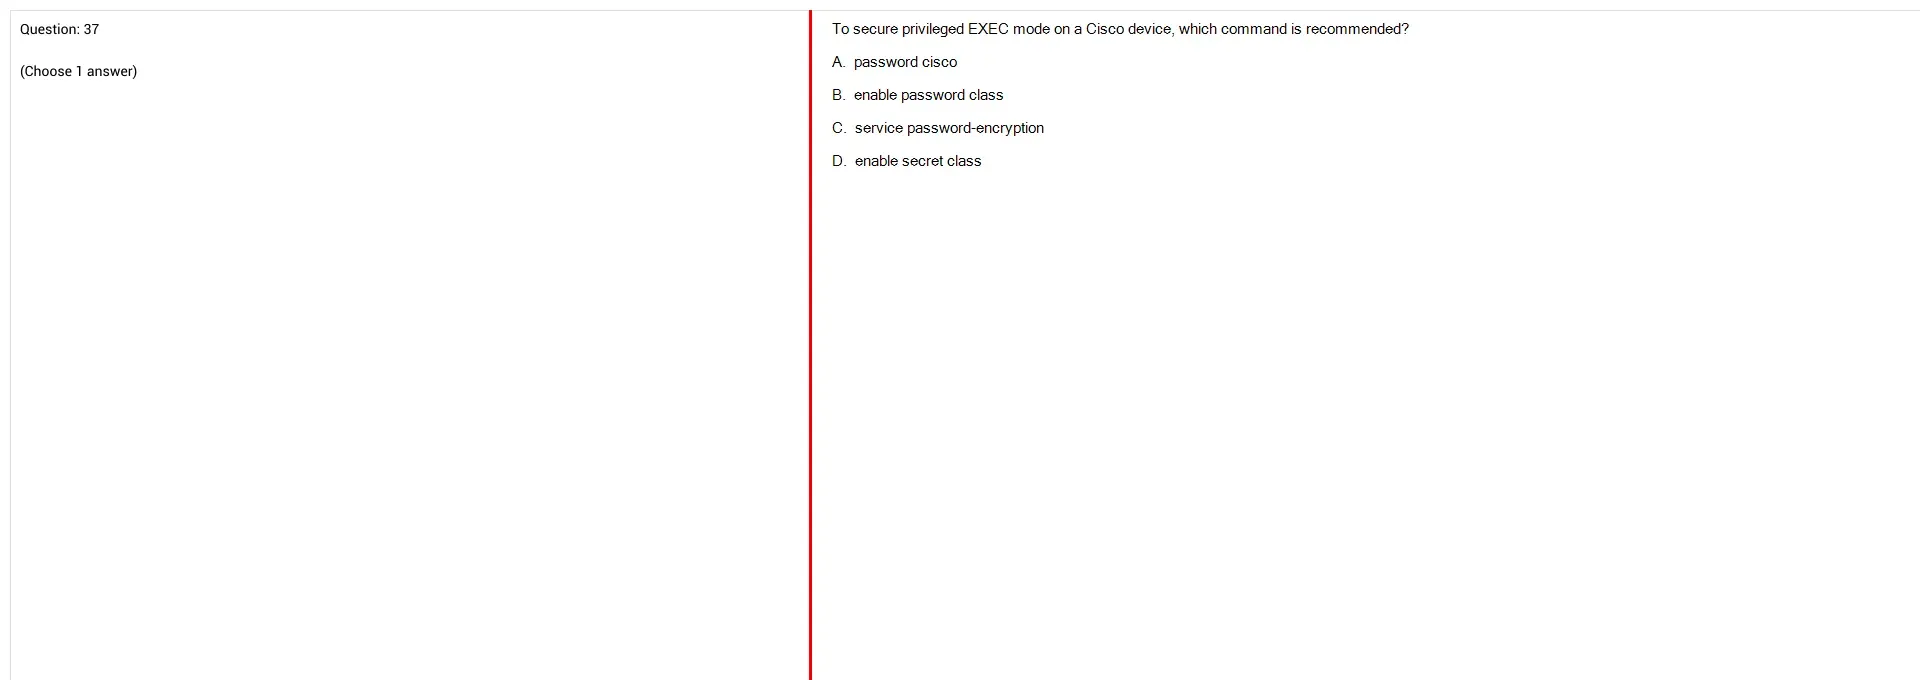 Question: 37
(Choose 1 answer)
To secure privileged EXEC mode on a Cisco device, which command is recommended?
A. password cisco
B. enable password class
C. service password-encryption
D. enable secret class